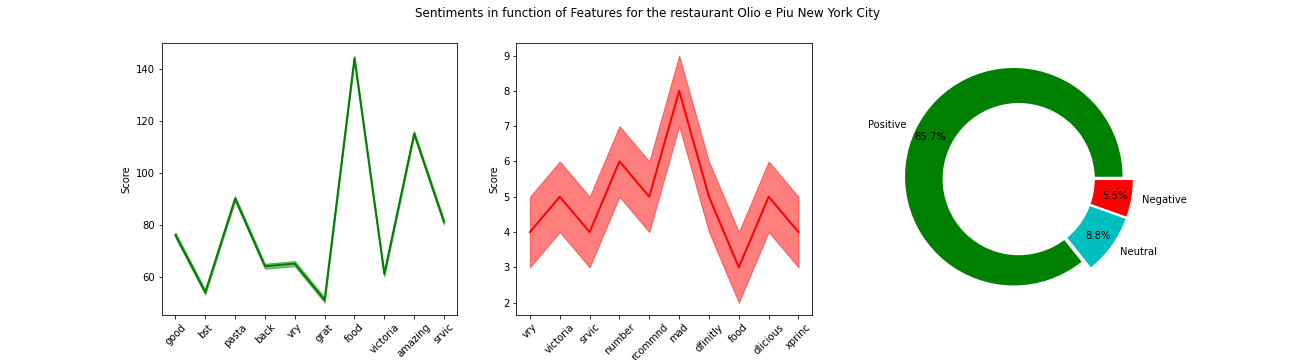 Sentiments in function of Features for the restaurant Olio e Piu New York City
Score
140
120
100
80
60
good
bst
pasta
back
vry
grat
food
victoria
amazing
srvic
Score
9
8
7
6
5
4
3
2
vry
victoria
srvic
number
rcommnd
mad
dfinitly
food
dlicious
xprinc
Positive
85.7%
5.5%
Negative
8.8%
Neutral